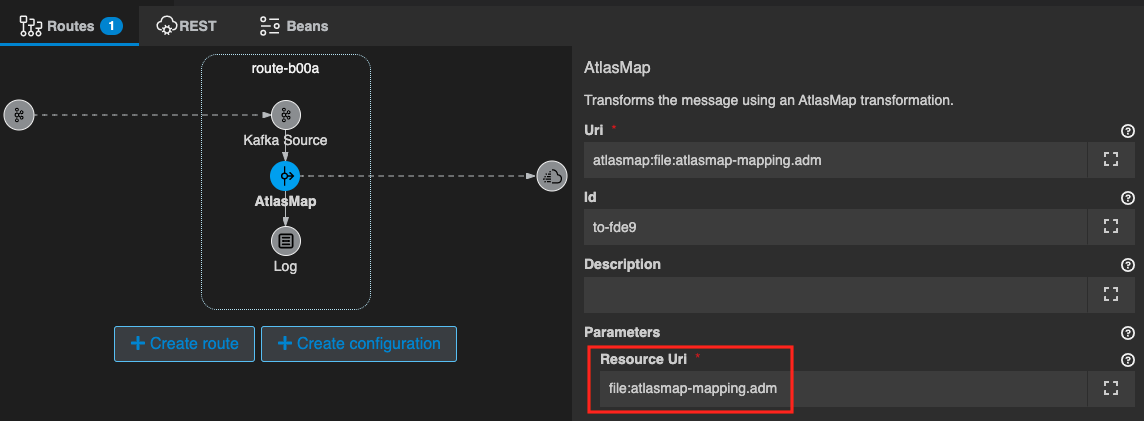 Routes 1 REST Beans
route-b00a
Kafka Source
AtlasMap
Log
+ Create route + Create configuration
AtlasMap
Transforms the message using an AtlasMap transformation.
Uri *
atlasmap:file:atlasmap-mapping.adm
Id
to-fde9
Description
Parameters
Resource Uri *
file:atlasmap-mapping.adm